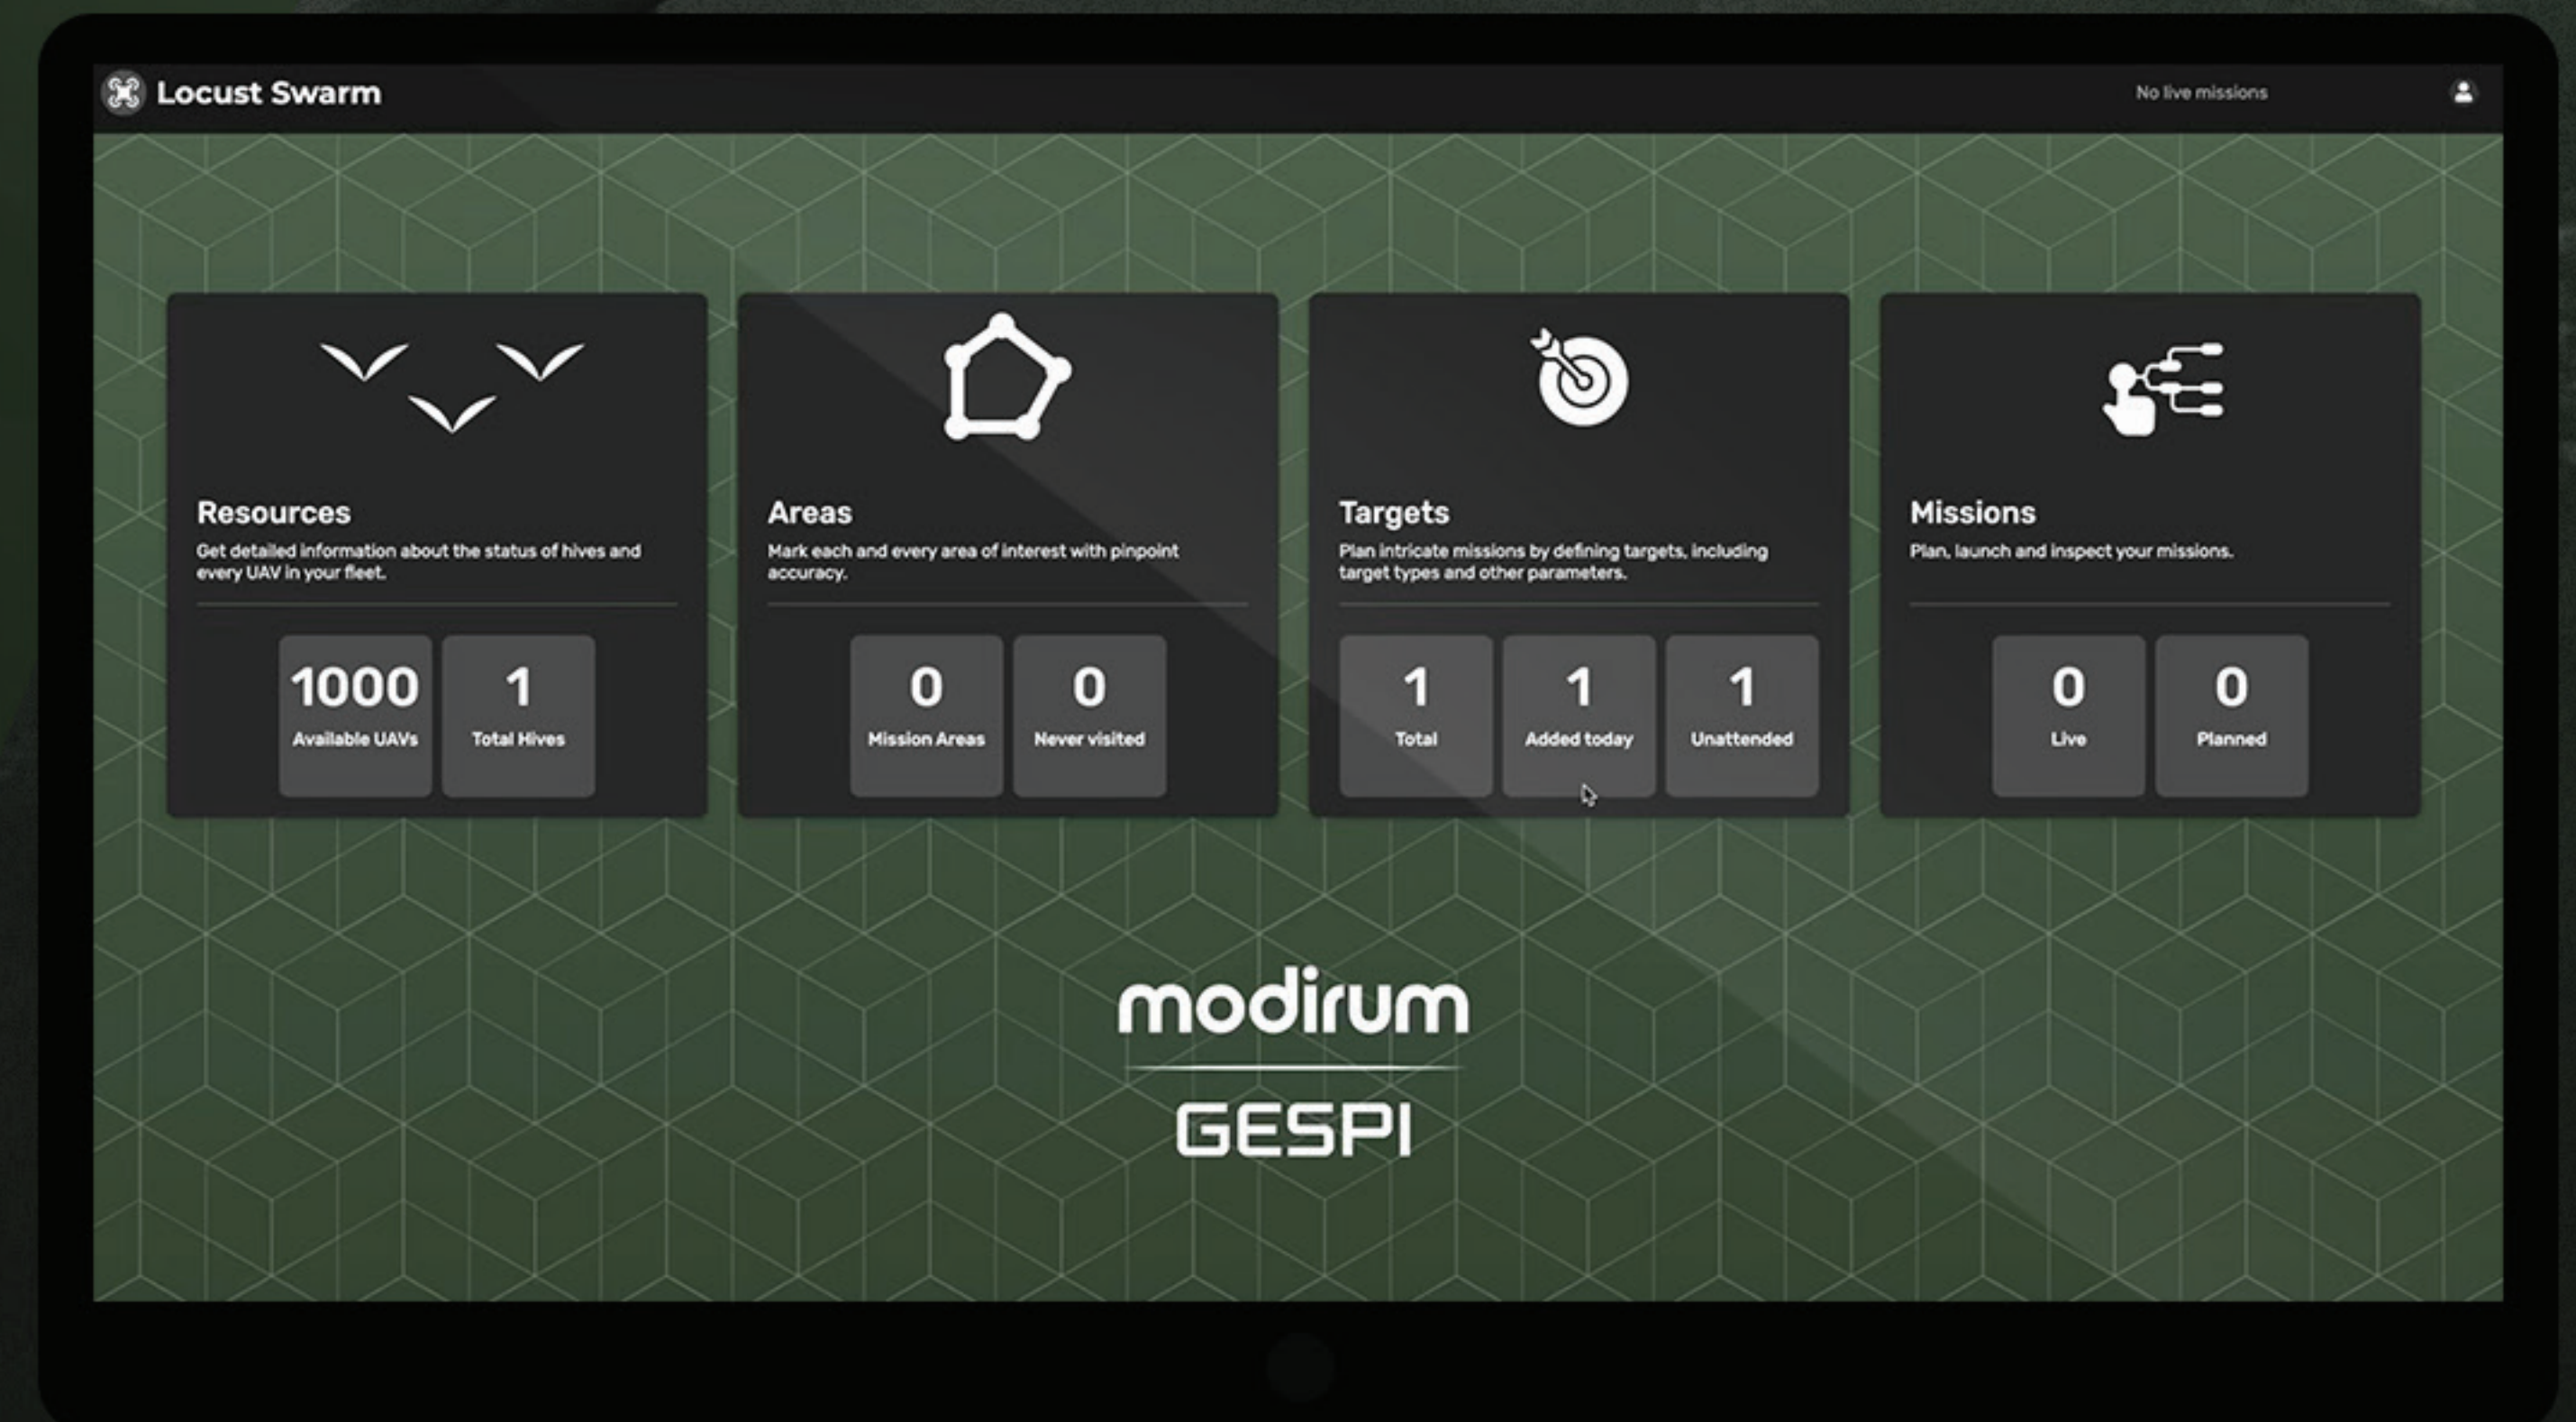 Locust Swarm
No live missions
Resources
Get detailed information about the status of hives and
every UAV in your fleet.
1000
Available UAVs
1
Total Hives
Areas
Mark each and every area of interest with pinpoint
accuracy.
0
Mission Areas
0
Never visited
Targets
Plan intricate missions by defining targets, including
target types and other parameters.
1
Total
1
Added today
1
Unattended
Missions
Plan, launch and inspect your missions.
0
Live
0
Planned
modirum
GESPI